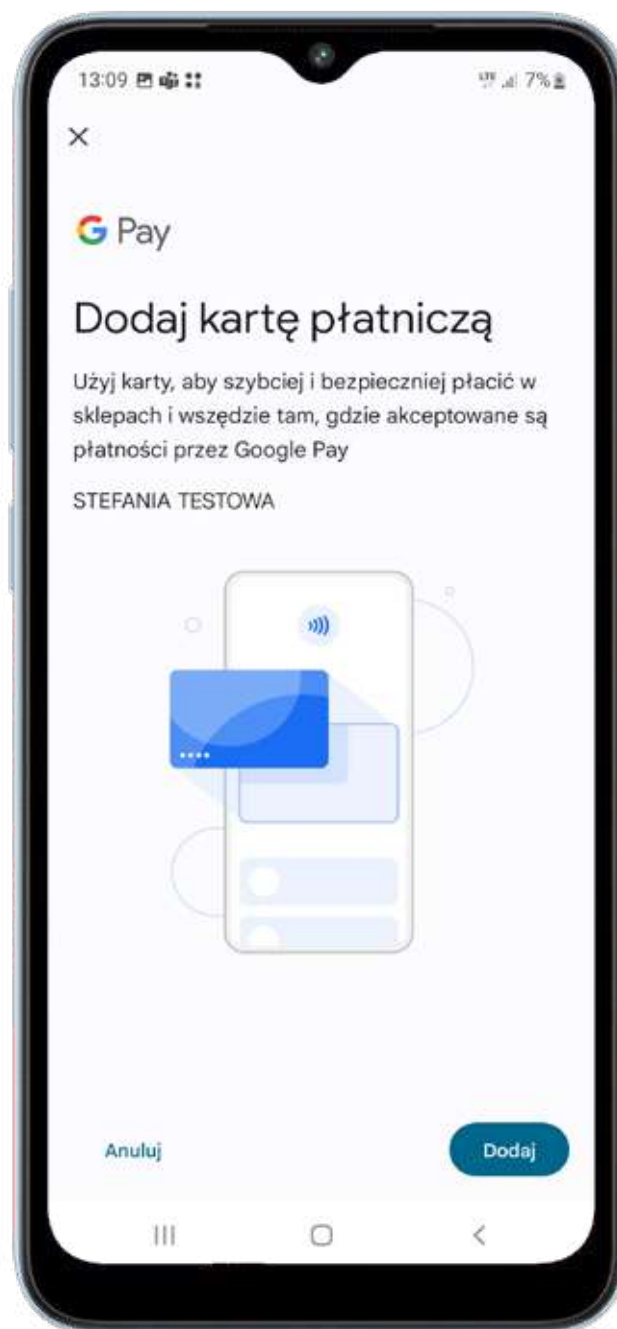 13:09
LTE 7%
G Pay
Dodaj kartę płatniczą
Użyj karty, aby szybciej i bezpieczniej płacić w
sklepach i wszędzie tam, gdzie akceptowane są
płatności przez Google Pay
STEFANIA TESTOWA
Anuluj
Dodaj